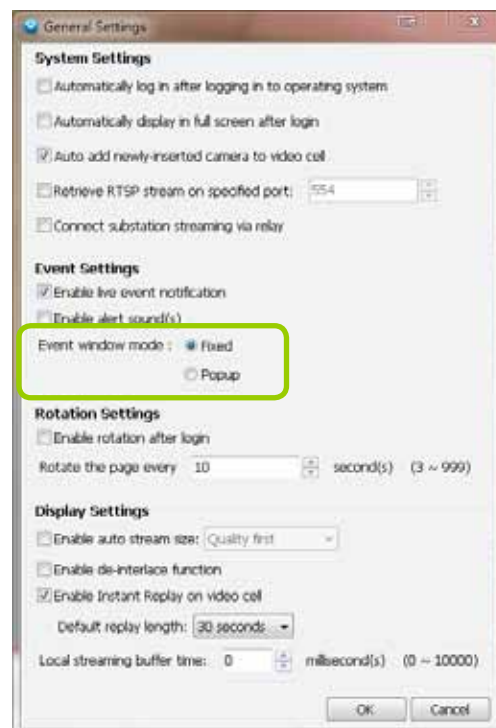 General Settings
System Settings
Automatically log in after logging in to operating system
Automatically display in full screen after login
Auto add newly-inserted camera to video cell
Retrieve RTSP stream on specified port: 554
Connect substation streaming via relay
Event Settings
Enable live event notification
Enable alert sound(s)
Event window mode : Fixed
Popup
Rotation Settings
Enable rotation after login
Rotate the page every 10 second(s) (3 ~ 999)
Display Settings
Enable auto stream size: Quality first
Enable de-interlace function
Enable Instant Replay on video cell
Default replay length: 30 seconds
Local streaming buffer time: 0 millisecond(s) (0 ~ 10000)
OK Cancel